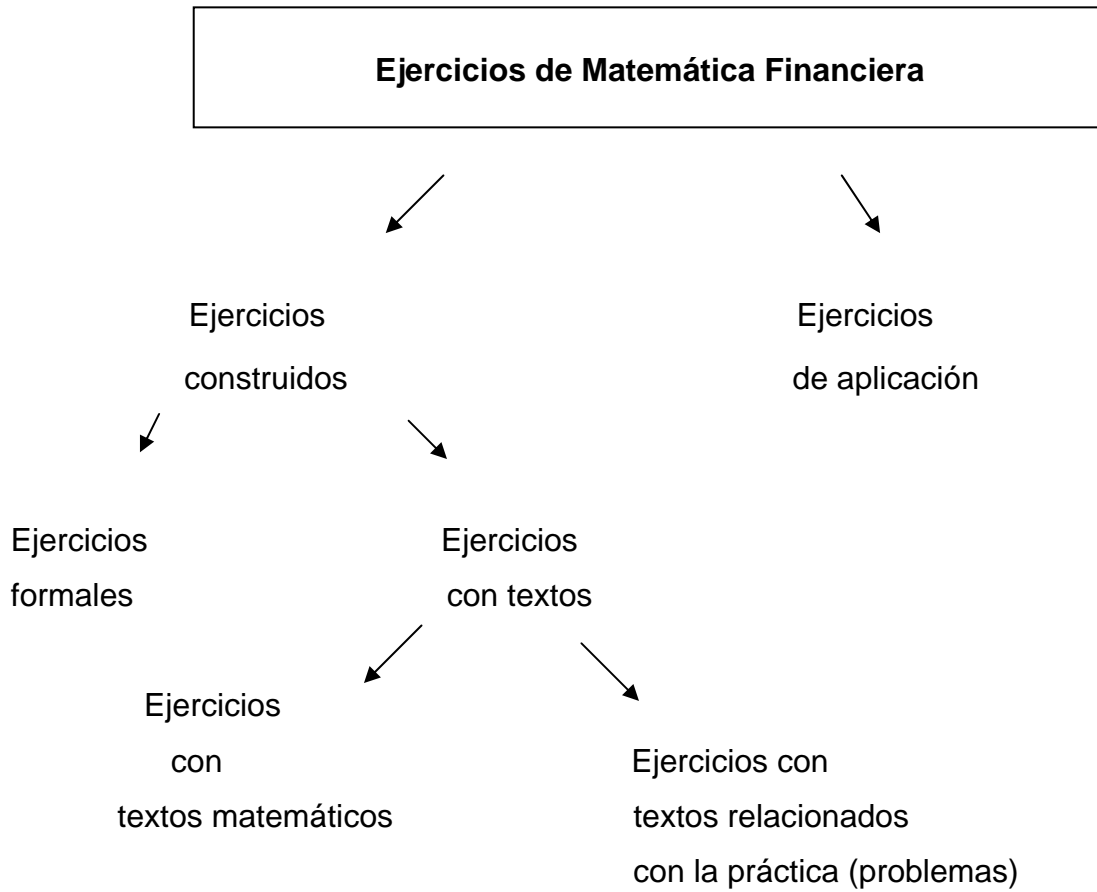 Ejercicios de Matemática Financiera
Ejercicios
construidos
Ejercicios
de aplicación
Ejercicios
formales
Ejercicios
con textos
Ejercicios
con
textos matemáticos
Ejercicios con
textos relacionados
con la práctica (problemas)